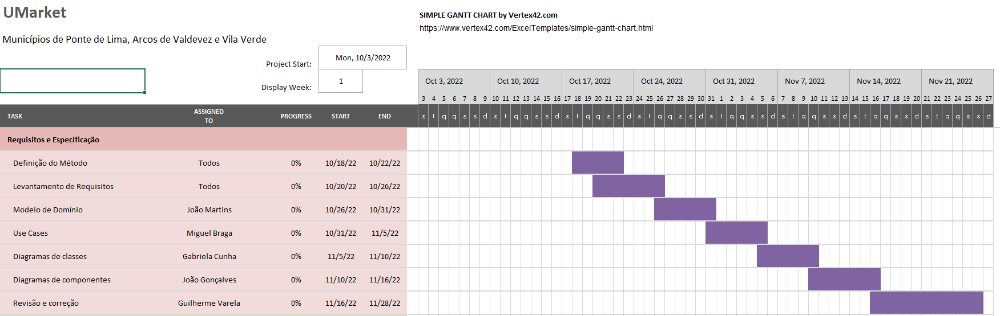 UMarket
SIMPLE GANTT CHART by Vertex42.com
https://www.vertex42.com/ExcelTemplates/simple-gantt-chart.html
Municípios de Ponte de Lima, Arcos de Valdevez e Vila Verde
Project Start: Mon, 10/3/2022
Display Week: 1
Oct 3, 2022 Oct 10, 2022 Oct 17, 2022 Oct 24, 2022 Oct 31, 2022 Nov 7, 2022 Nov 14, 2022 Nov 21, 2022
3 4 5 6 7 8 9 10 11 12 13 14 15 16 17 18 19 20 21 22 23 24 25 26 27 28 29 30 31 1 2 3 4 5 6 7 8 9 10 11 12 13 14 15 16 17 18 19 20 21 22 23 24 25 26 27
TASK ASSIGNED TO PROGRESS START END s t q q s s d s t q q s s d s t q q s s d s t q q s s d s t q q s s d s t q q s s d s t q q s s d s t q q s s d
Requisitos e Especificação
Definição do Método Todos 0% 10/18/22 10/22/22
Levantamento de Requisitos Todos 0% 10/20/22 10/26/22
Modelo de Domínio João Martins 0% 10/26/22 10/31/22
Use Cases Miguel Braga 0% 10/31/22 11/5/22
Diagramas de classes Gabriela Cunha 0% 11/5/22 11/10/22
Diagramas de componentes João Gonçalves 0% 11/10/22 11/16/22
Revisão e correção Guilherme Varela 0% 11/16/22 11/28/22